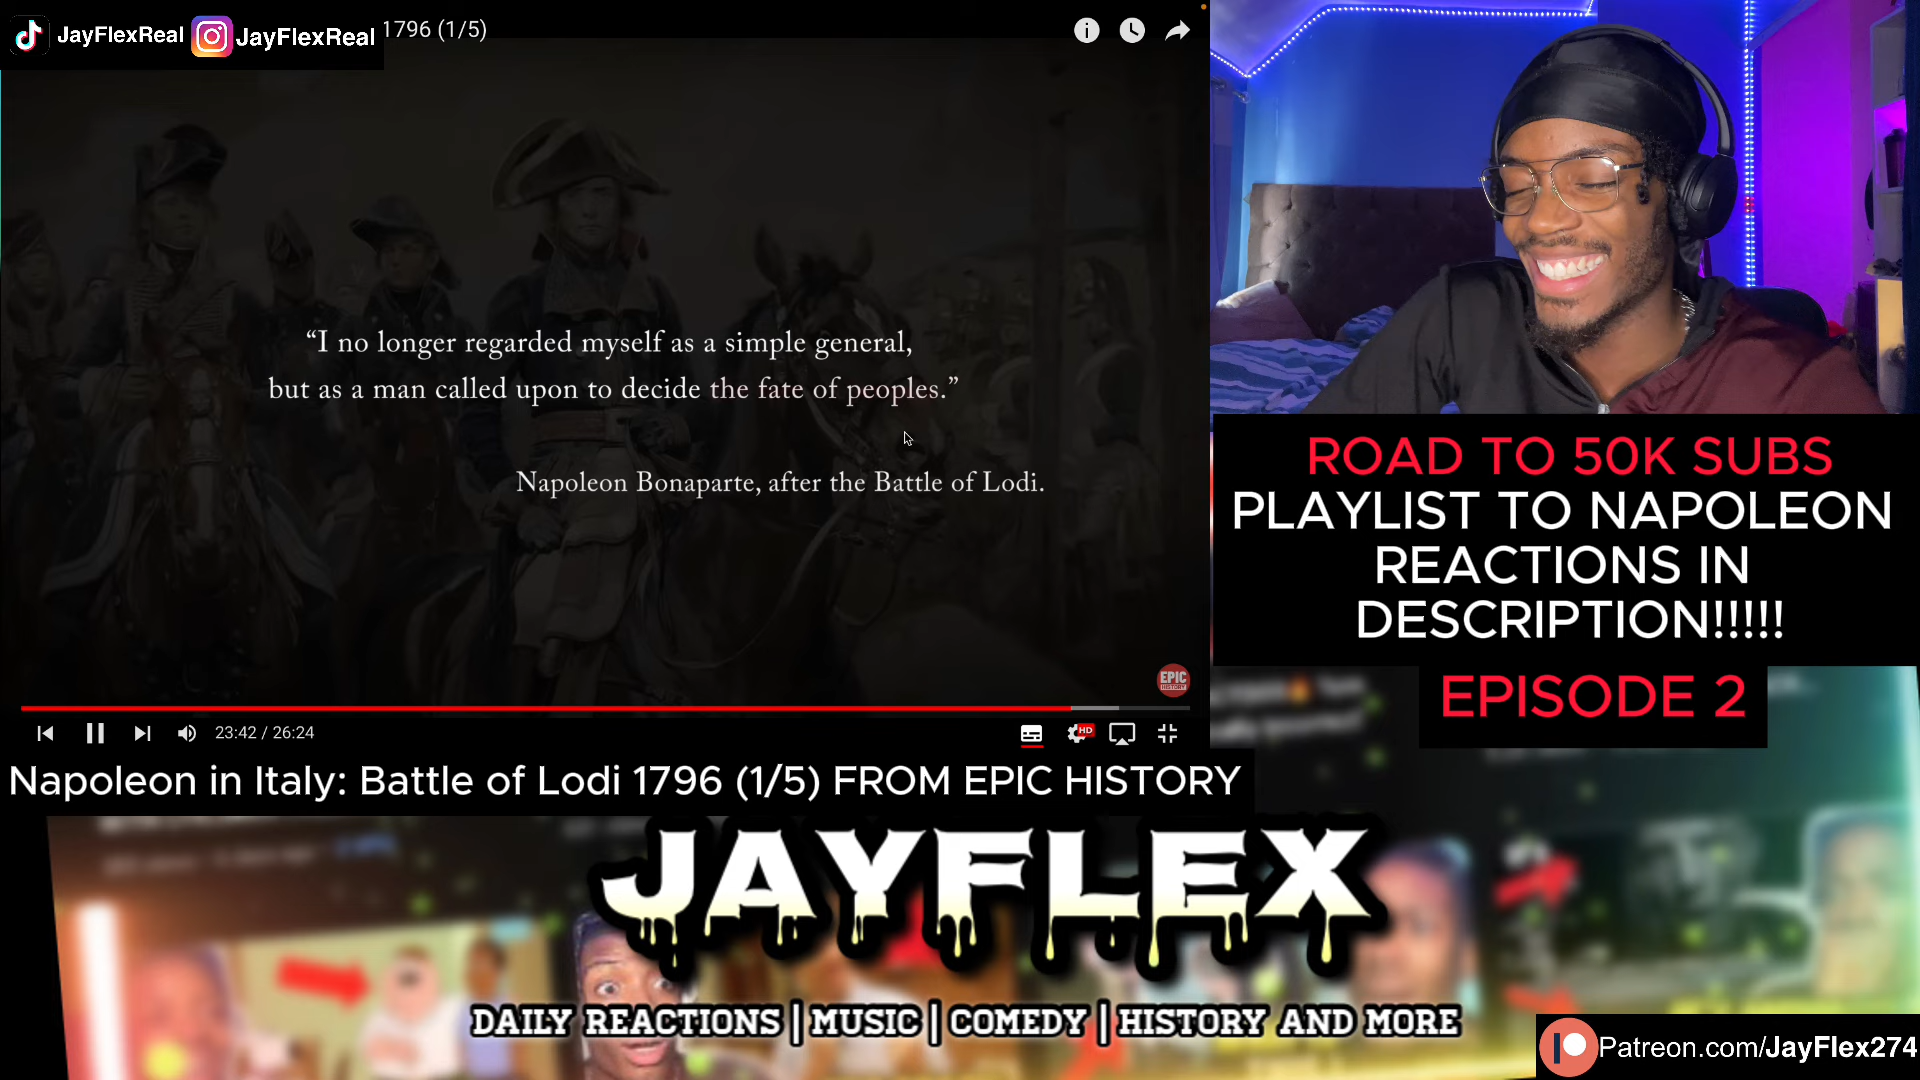 JayFlexReal
JayFlexReal
1796 (1/5)
“I no longer regarded myself as a simple general,
but as a man called upon to decide the fate of peoples.”
Napoleon Bonaparte, after the Battle of Lodi.
EPIC
HISTORY
HD
23:42 / 26:24
Napoleon in Italy: Battle of Lodi 1796 (1/5) FROM EPIC HISTORY
ROAD TO 50K SUBS
PLAYLIST TO NAPOLEON
REACTIONS IN
DESCRIPTION!!!!!
EPISODE 2
JAYFLEX
DAILY REACTIONS | MUSIC | COMEDY | HISTORY AND MORE
Patreon.com/JayFlex274